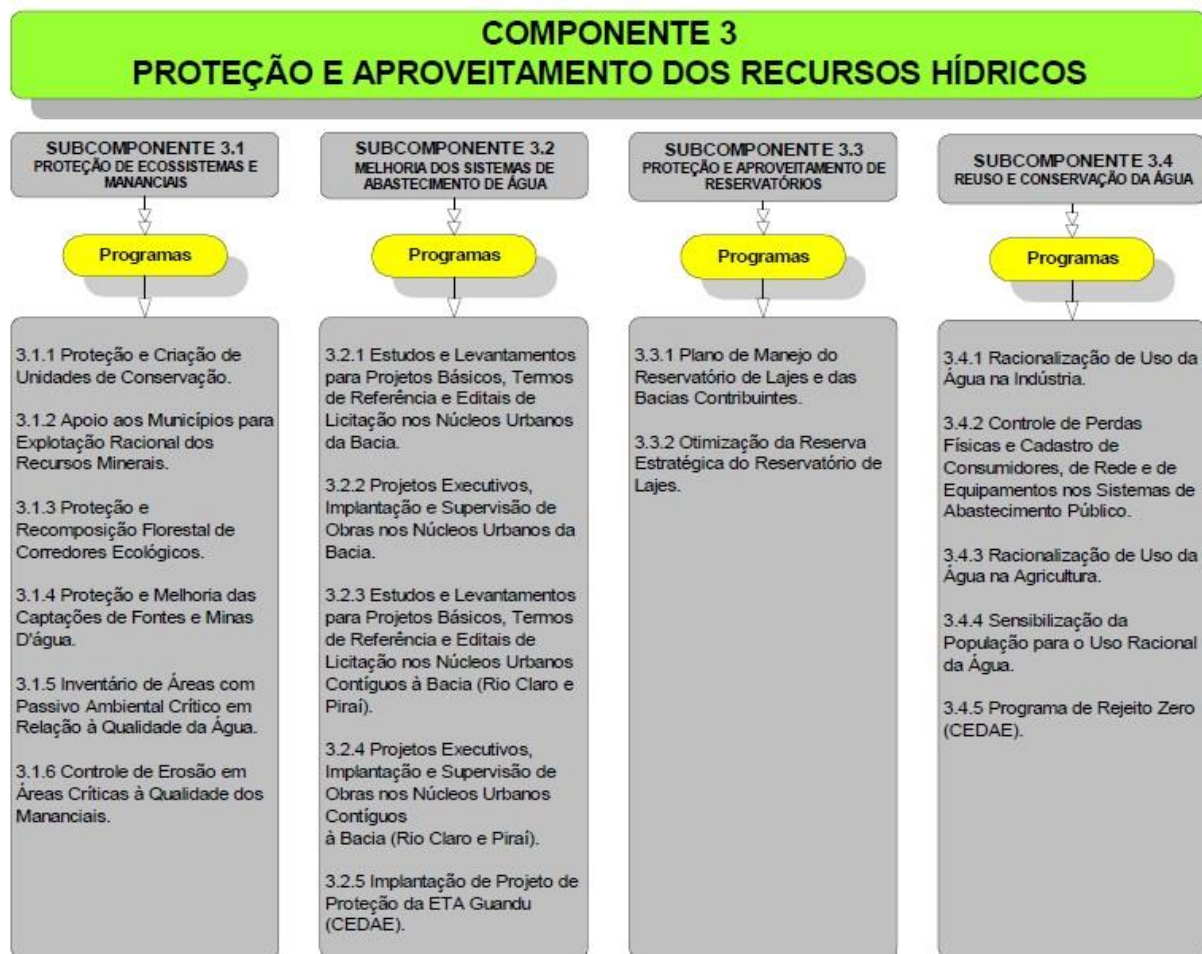 COMPONENTE 3
PROTEÇÃO E APROVEITAMENTO DOS RECURSOS HÍDRICOS
SUBCOMPONENTE 3.1
PROTEÇÃO DE ECOSSISTEMAS E
MANANCIAIS
Programas
3.1.1 Proteção e Criação de
Unidades de Conservação.
3.1.2 Apoio aos Municípios para
Explotação Racional dos
Recursos Minerais.
3.1.3 Proteção e
Recomposição Florestal de
Corredores Ecológicos.
3.1.4 Proteção e Melhoria das
Captações de Fontes e Minas
D'água.
3.1.5 Inventário de Áreas com
Passivo Ambiental Crítico em
Relação à Qualidade da Água.
3.1.6 Controle de Erosão em
Áreas Críticas à Qualidade dos
Mananciais.
SUBCOMPONENTE 3.2
MELHORIA DOS SISTEMAS DE
ABASTECIMENTO DE ÁGUA
Programas
3.2.1 Estudos e Levantamentos
para Projetos Básicos, Termos
de Referência e Editais de
Licitação nos Núcleos Urbanos
da Bacia.
3.2.2 Projetos Executivos,
Implantação e Supervisão de
Obras nos Núcleos Urbanos da
Bacia.
3.2.3 Estudos e Levantamentos
para Projetos Básicos, Termos
de Referência e Editais de
Licitação nos Núcleos Urbanos
Contíguos à Bacia (Rio Claro e
Piraí).
3.2.4 Projetos Executivos,
Implantação e Supervisão de
Obras nos Núcleos Urbanos
Contíguos
à Bacia (Rio Claro e Piraí).
3.2.5 Implantação de Projeto de
Proteção da ETA Guandu
(CEDAE).
SUBCOMPONENTE 3.3
PROTEÇÃO E APROVEITAMENTO DE
RESERVATÓRIOS
Programas
3.3.1 Plano de Manejo do
Reservatório de Lajes e das
Bacias Contribuintes.
3.3.2 Otimização da Reserva
Estratégica do Reservatório de
Lajes.
SUBCOMPONENTE 3.4
REUSO E CONSERVAÇÃO DA ÁGUA
Programas
3.4.1 Racionalização de Uso da
Água na Indústria.
3.4.2 Controle de Perdas
Físicas e Cadastro de
Consumidores, de Rede e de
Equipamentos nos Sistemas de
Abastecimento Público.
3.4.3 Racionalização de Uso da
Água na Agricultura.
3.4.4 Sensibilização da
População para o Uso Racional
da Água.
3.4.5 Programa de Rejeito Zero
(CEDAE).